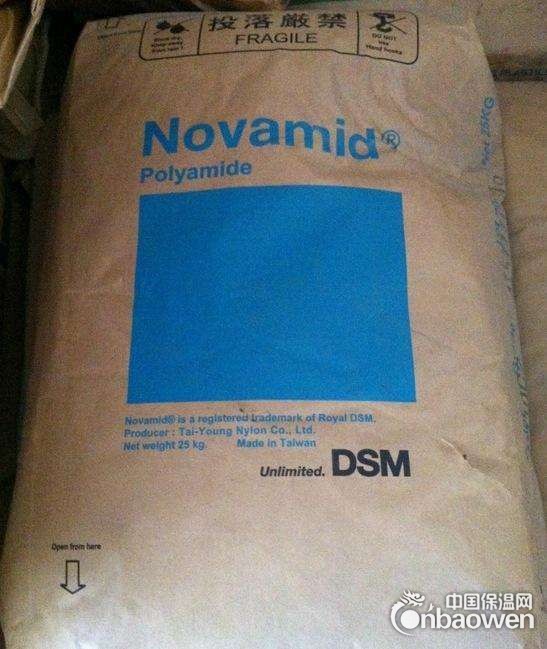 投落厳禁
FRAGILE
DO NOT
Use
Hand hooks
Novamid®
Polyamide
Novamid® is a registered trademark of Royal DSM.
Producer : Tai-Young Nylon Co., Ltd.
Net weight 25 kg. Made in Taiwan
Unlimited. DSM
Open from here
中国保温网
Cnbaowen